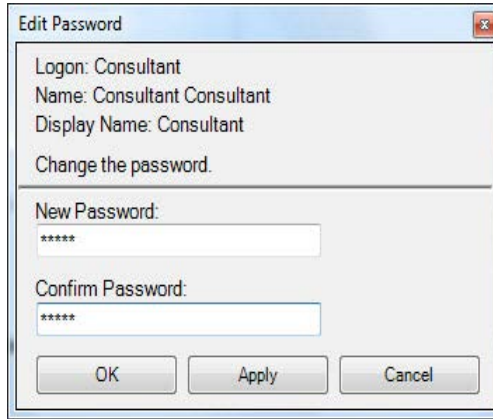 Edit Password
x
Logon: Consultant
Name: Consultant Consultant
Display Name: Consultant
Change the password.
New Password:
*****
Confirm Password:
*****
OK Apply Cancel